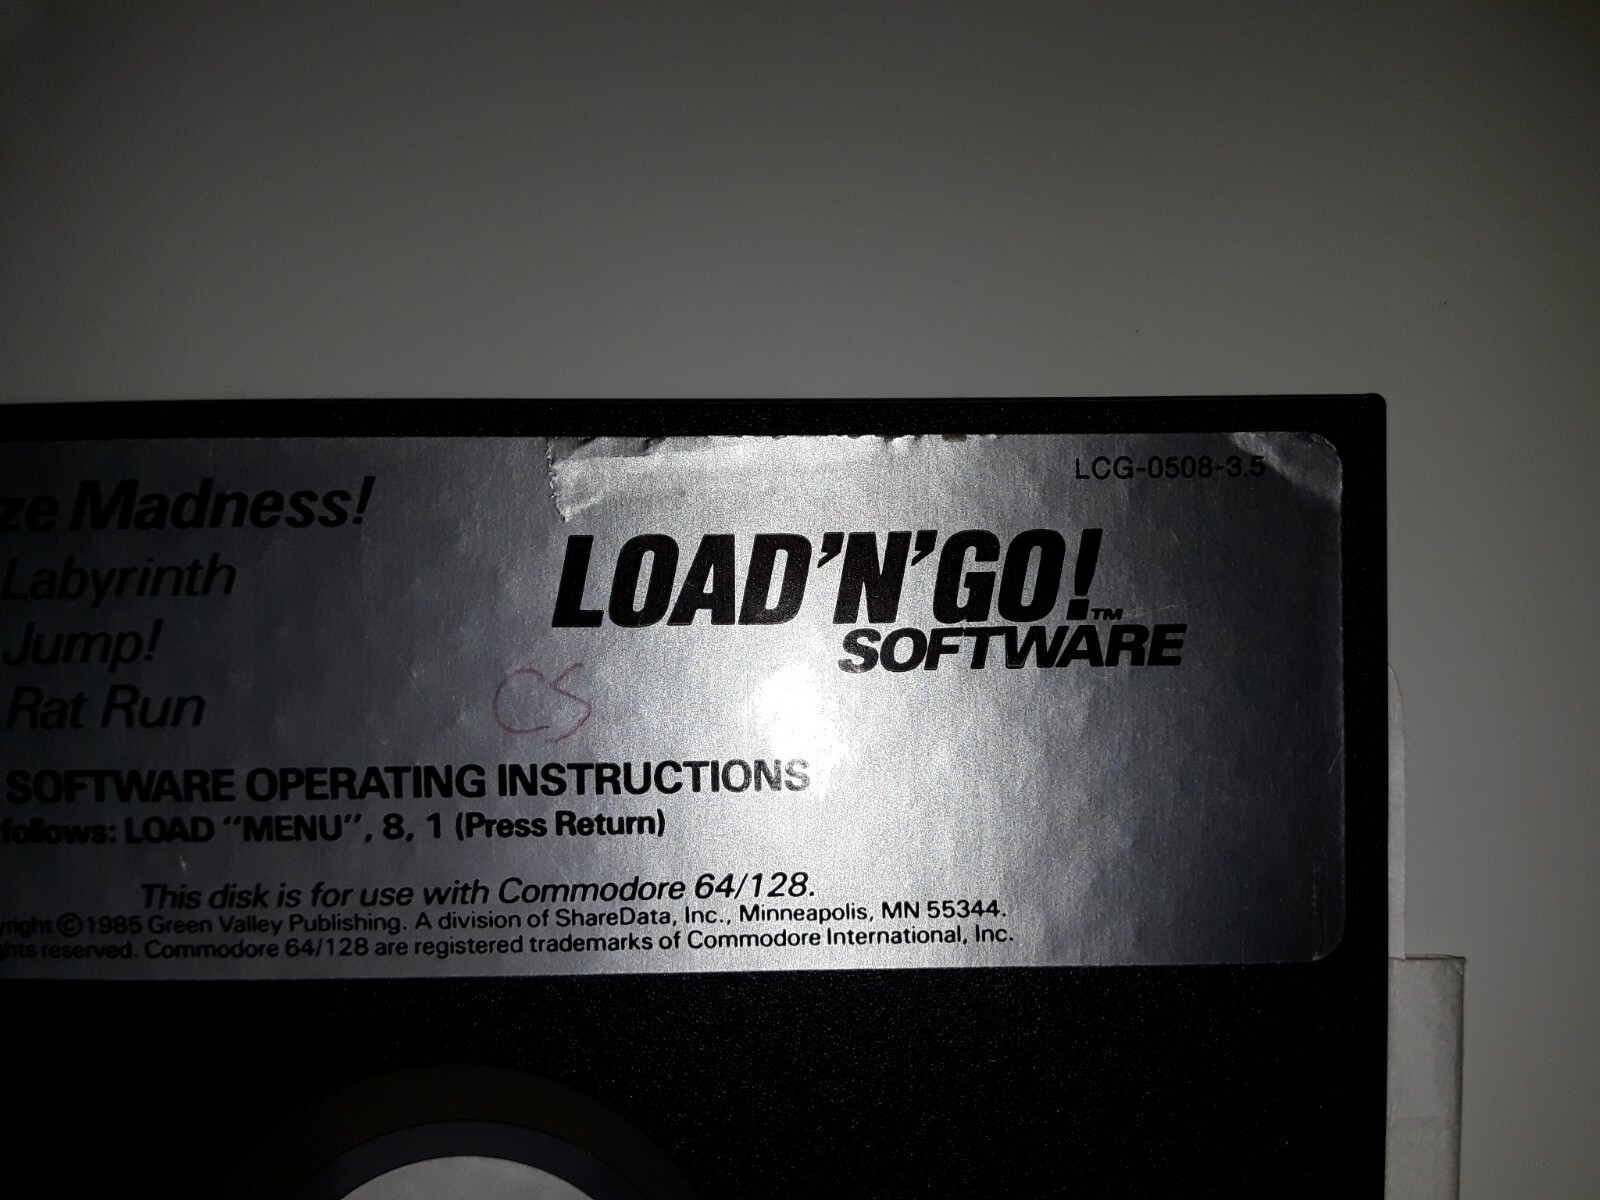 LCG-0508-3.5
ze Madness!
Labyrinth
Jump!
Rat Run
LOAD'N'GO!™
SOFTWARE
CS
SOFTWARE OPERATING INSTRUCTIONS
follows: LOAD "MENU", 8, 1 (Press Return)
This disk is for use with Commodore 64/128.
yright ©1985 Green Valley Publishing. A division of ShareData, Inc., Minneapolis, MN 55344.
ghts reserved. Commodore 64/128 are registered trademarks of Commodore International, Inc.